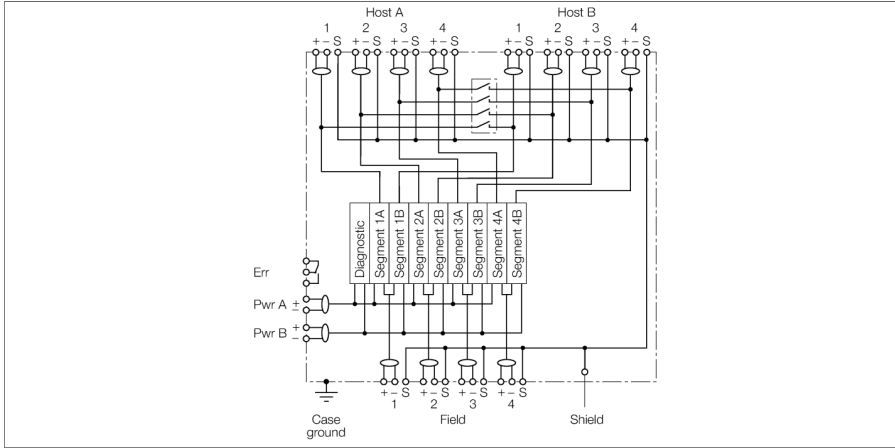 Host A Host B
1 2 3 4 1 2 3 4
+ − S + − S + − S + − S + − S + − S + − S + − S
Diagnostic
Segment 1A
Segment 1B
Segment 2A
Segment 2B
Segment 3A
Segment 3B
Segment 4A
Segment 4B
Err
Pwr A + −
Pwr B + −
+ − S + − S + − S + − S
1 2 3 4
Case
ground
Field
Shield